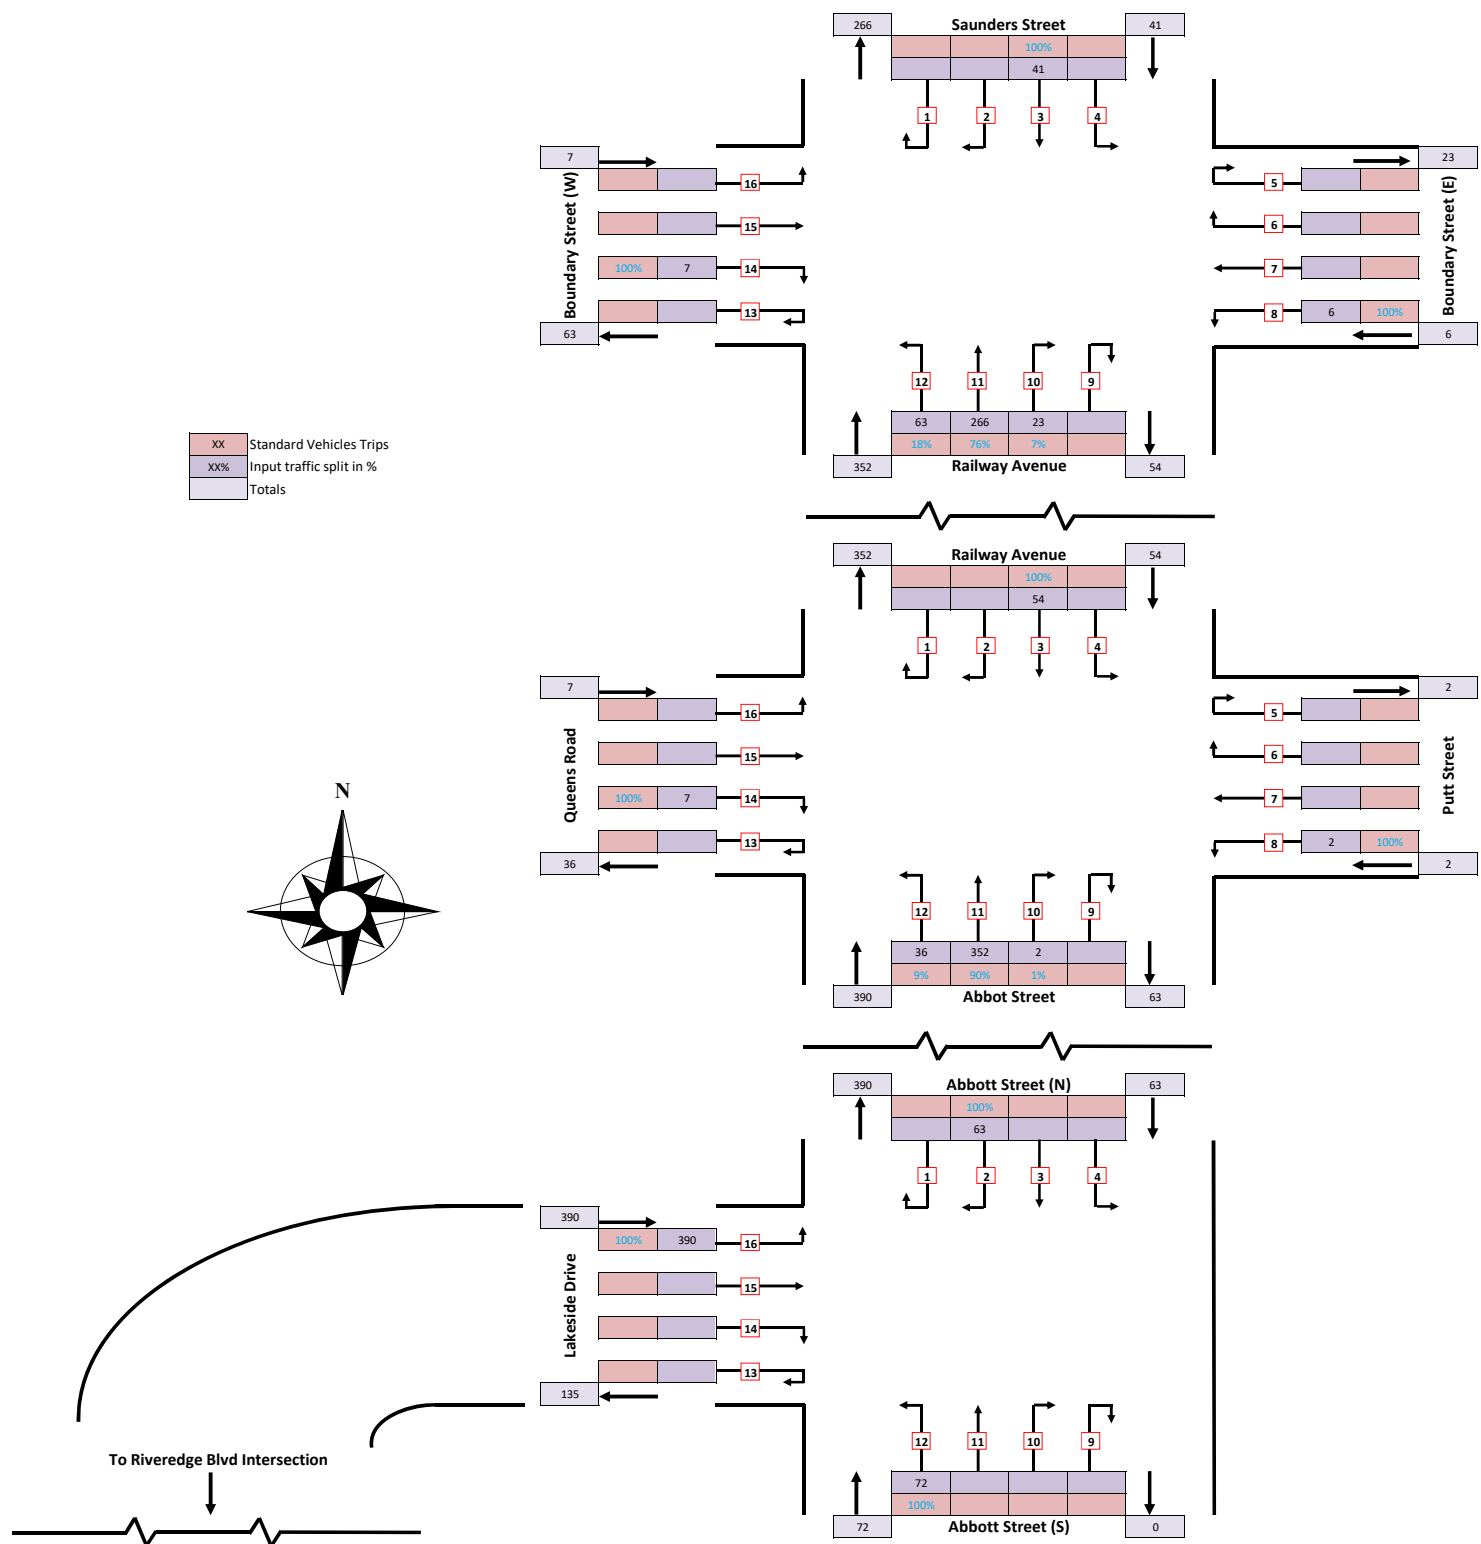 266 Saunders Street 41
100%
41
1 2 3 4
7 23
16 5
15 6
100% 7 14 7
13 8 6 100%
63 6
Boundary Street (W)
Boundary Street (E)
12 11 10 9
63 266 23
18% 76% 7%
352 Railway Avenue 54
XX Standard Vehicles Trips
XX% Input traffic split in %
Totals
352 Railway Avenue 54
100%
54
1 2 3 4
7 2
16 5
15 6
100% 7 14 7
13 8 2 100%
36 2
Queens Road
Putt Street
N
12 11 10 9
36 352 2
9% 90% 1%
390 Abbot Street 63
390 Abbott Street (N) 63
100%
63
1 2 3 4
390
100% 390 16
15
14
13
135
Lakeside Drive
12 11 10 9
72
100%
72 Abbott Street (S) 0
To Riveredge Blvd Intersection